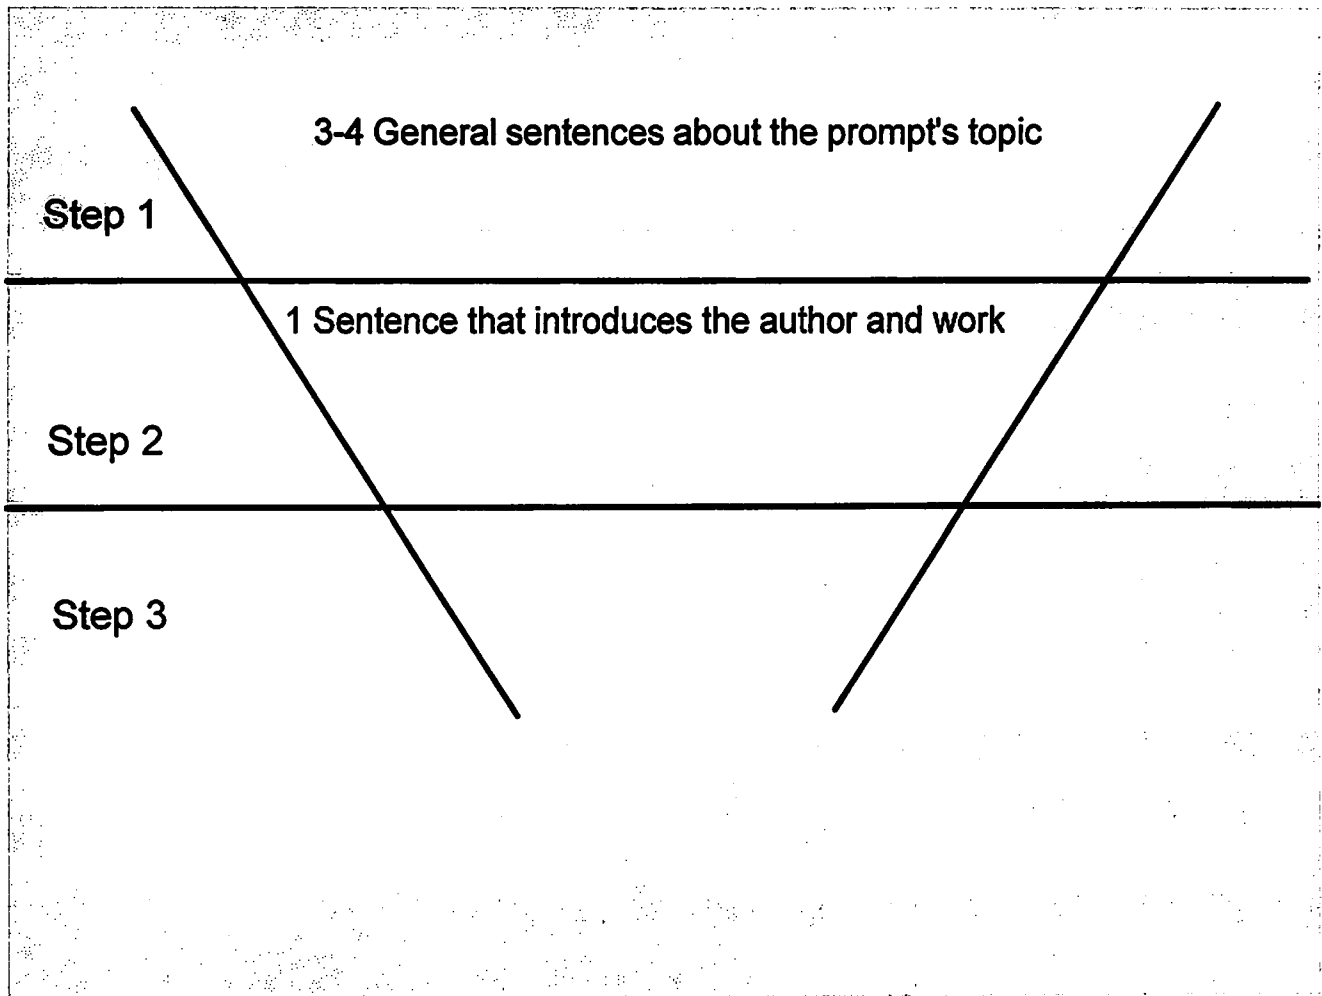 3-4 General sentences about the prompt's topic
Step 1
1 Sentence that introduces the author and work
Step 2
Step 3